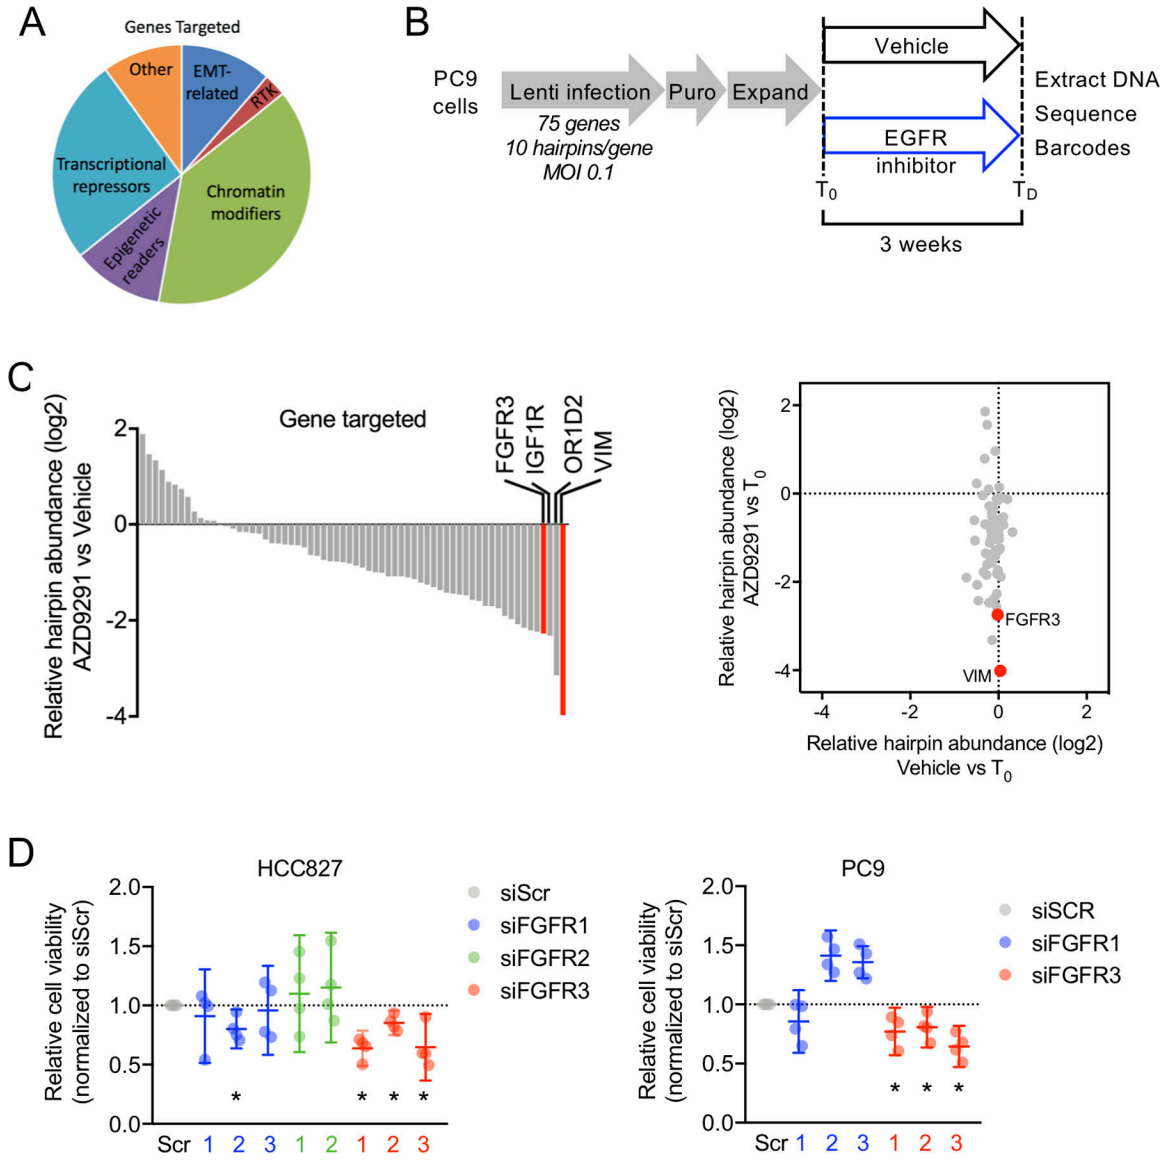 A
Genes Targeted
Other
EMT-
related
RTK
Transcriptional
repressors
Chromatin
modifiers
Epigenetic
readers
B
PC9
cells
Lenti infection
Puro
Expand
75 genes
10 hairpins/gene
MOI 0.1
Vehicle
EGFR
inhibitor
T0
TD
3 weeks
Extract DNA
Sequence
Barcodes
C
Relative hairpin abundance (log2)
AZD9291 vs Vehicle
Gene targeted
FGFR3
IGF1R
OR1D2
VIM
2
0
-2
-4
Relative hairpin abundance (log2)
AZD9291 vs T0
2
0
-2
-4
FGFR3
VIM
-4 -2 0 2
Relative hairpin abundance (log2)
Vehicle vs T0
D
HCC827
Relative cell viability
(normalized to siScr)
2.0
1.5
1.0
0.5
0.0
* * * *
Scr 1 2 3 1 2 1 2 3
siScr
siFGFR1
siFGFR2
siFGFR3
PC9
Relative cell viability
(normalized to siScr)
2.0
1.5
1.0
0.5
0.0
* * *
Scr 1 2 3 1 2 3
siSCR
siFGFR1
siFGFR3